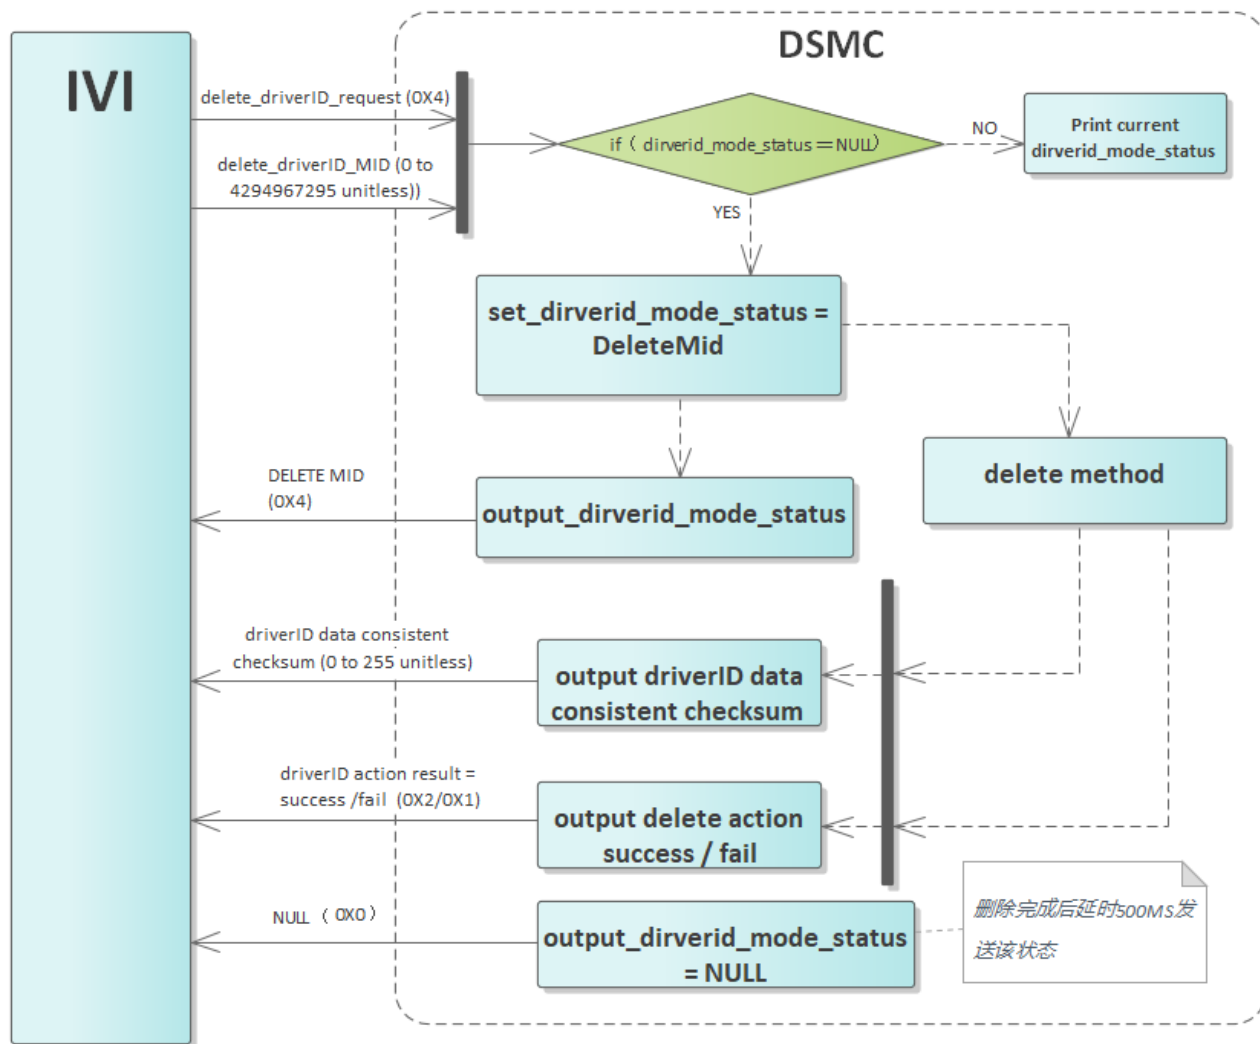 DSMC
IVI
delete_driverID_request (0X4)
delete_driverID_MID (0 to
4294967295 unitless))
if（ dirverid_mode_status＝NULL）
NO
Print current
dirverid_mode_status
YES
set_dirverid_mode_status =
DeleteMid
delete method
DELETE MID
(0X4)
output_dirverid_mode_status
driverID data consistent
checksum (0 to 255 unitless)
output driverID data
consistent checksum
driverID action result =
success /fail (0X2/0X1)
output delete action
success / fail
NULL（ 0X0）
output_dirverid_mode_status
= NULL
删除完成后延时500MS发
送该状态